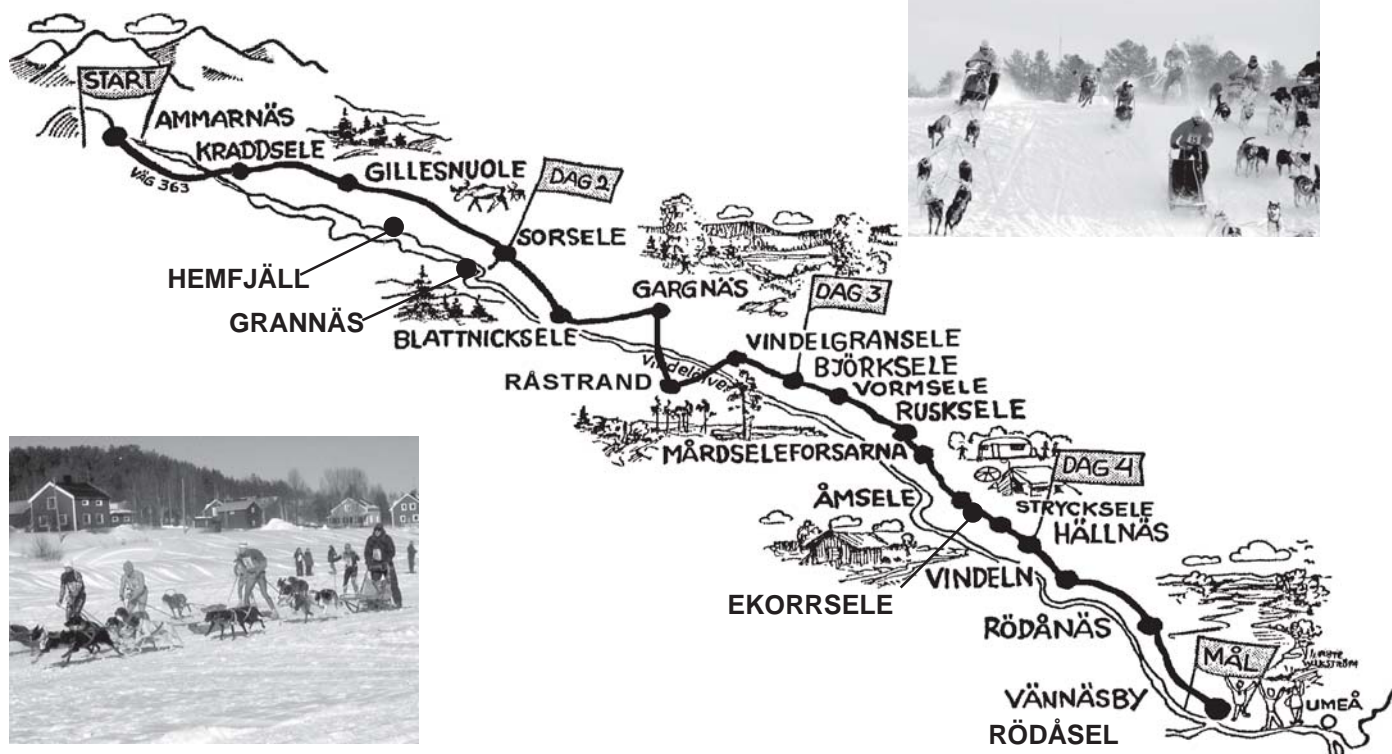 START
AMMARNÄS
KRADDSELE
VÄG 363
GILLESNUOLE
DAG 2
SORSELE
HEMFJÄLL
GRANNÄS
GARGNÄS
DAG 3
BLATTNICKSELE
VINDELGRANSELE
Vindelälven
BJÖRKSELE
RÅSTRAND
VORMSELE
RUSKSELE
MÅRDSELEFORSARNA
DAG 4
ÅMSELE
STRYCKSELE
HÄLLNÄS
VINDELN
EKORRSELE
RÖDÅNÄS
MÅL
VÄNNÄSBY
UMEÅ
RÖDÅSEL